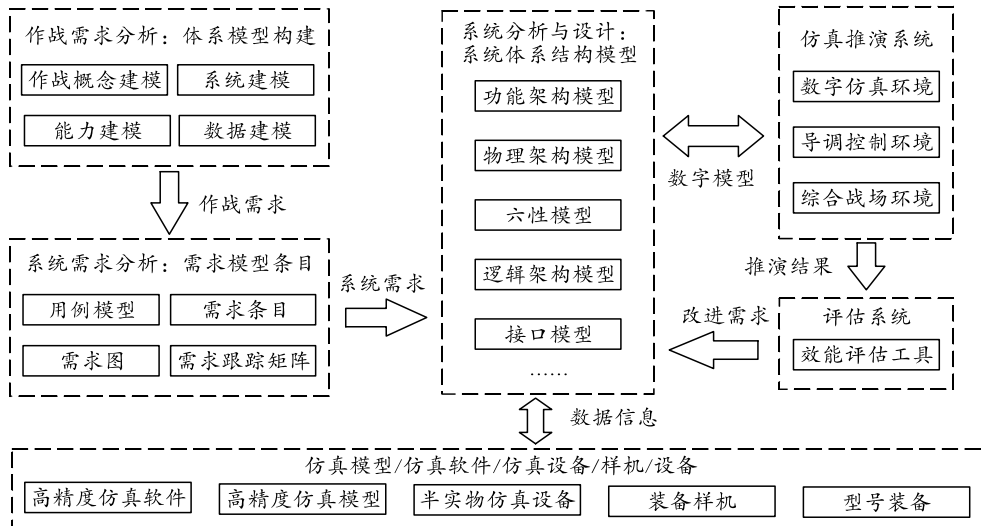 作战需求分析：体系模型构建
作战概念建模
系统建模
能力建模
数据建模
作战需求
系统需求分析：需求模型条目
用例模型
需求条目
需求图
需求跟踪矩阵
系统需求
系统分析与设计：
系统体系结构模型
功能架构模型
物理架构模型
六性模型
逻辑架构模型
接口模型
……
数字模型
仿真推演系统
数字仿真环境
导调控制环境
综合战场环境
推演结果
评估系统
效能评估工具
改进需求
数据信息
仿真模型/仿真软件/仿真设备/样机/设备
高精度仿真软件
高精度仿真模型
半实物仿真设备
装备样机
型号装备